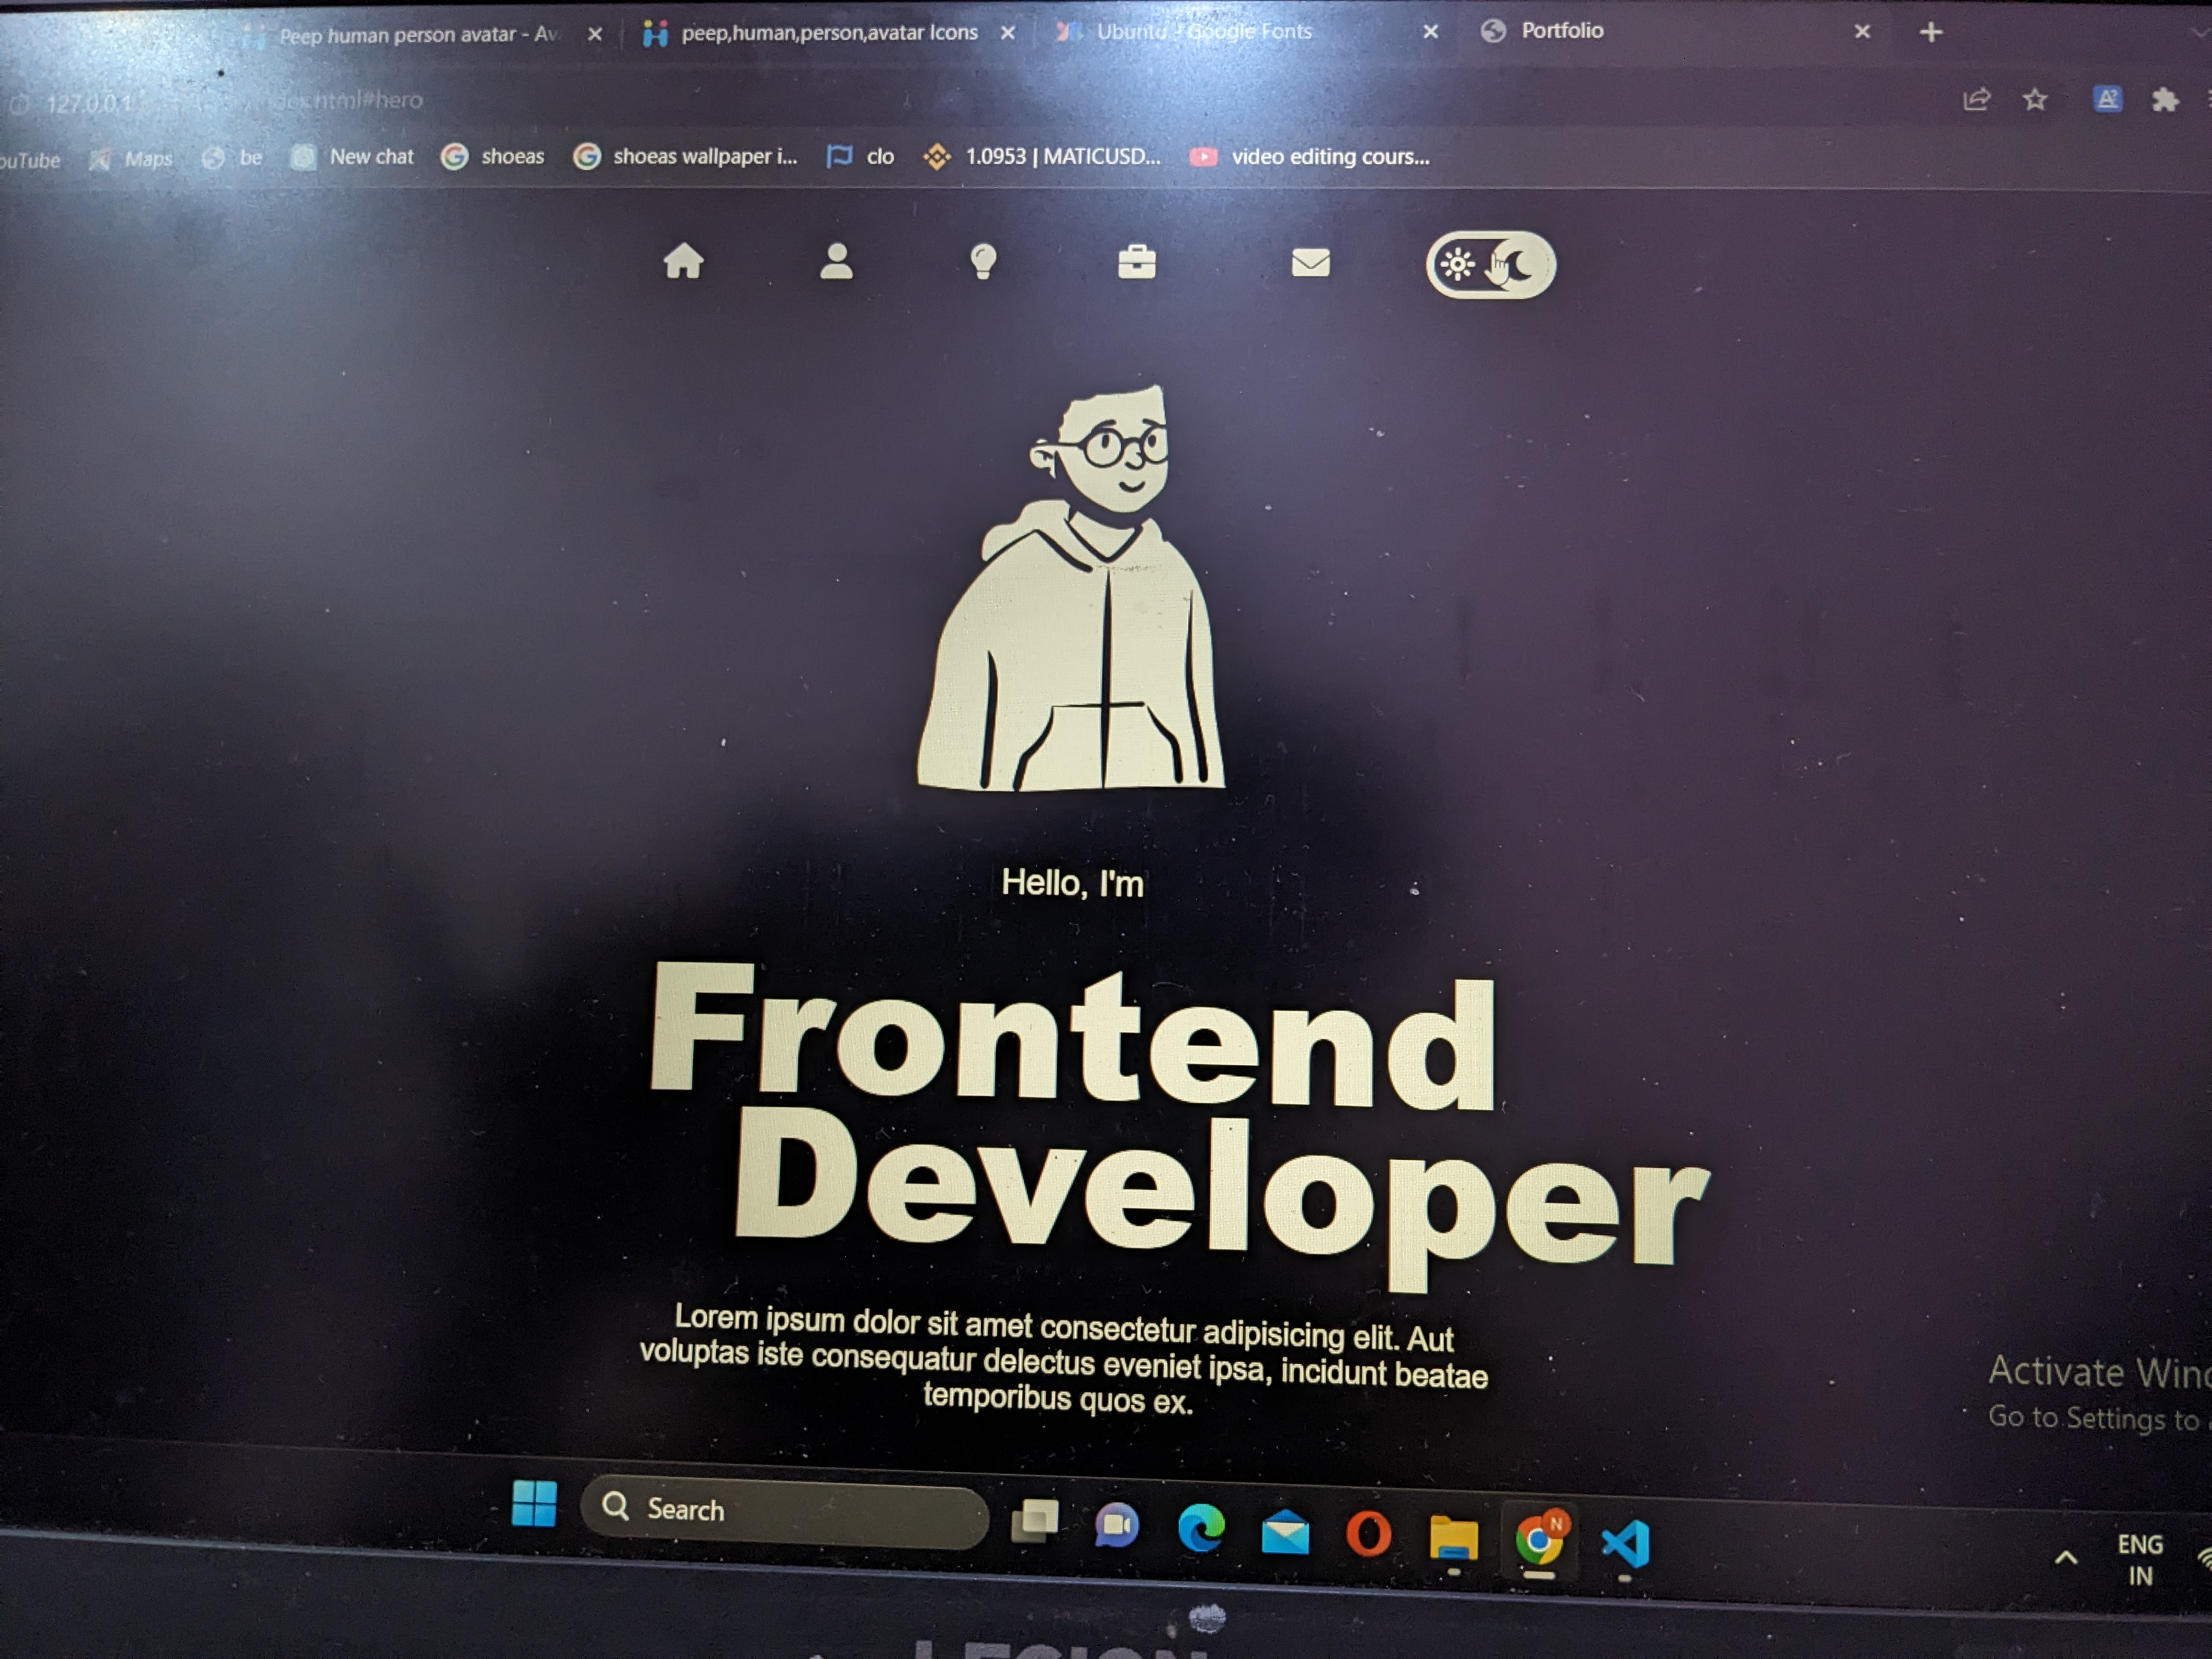 Peep human person avatar - Av
peep,human,person,avatar Icons
Ubuntu - Google Fonts
Portfolio
127.0.0.1
html#hero
ouTube
Maps
be
New chat
shoeas
shoeas wallpaper i...
clo
1.0953 | MATICUSD...
video editing cours...
Hello, I'm
Frontend
Developer
Lorem ipsum dolor sit amet consectetur adipisicing elit. Aut
voluptas iste consequatur delectus eveniet ipsa, incidunt beatae
temporibus quos ex.
Activate Wind
Go to Settings to
Search
N
ENG
IN
LEGION